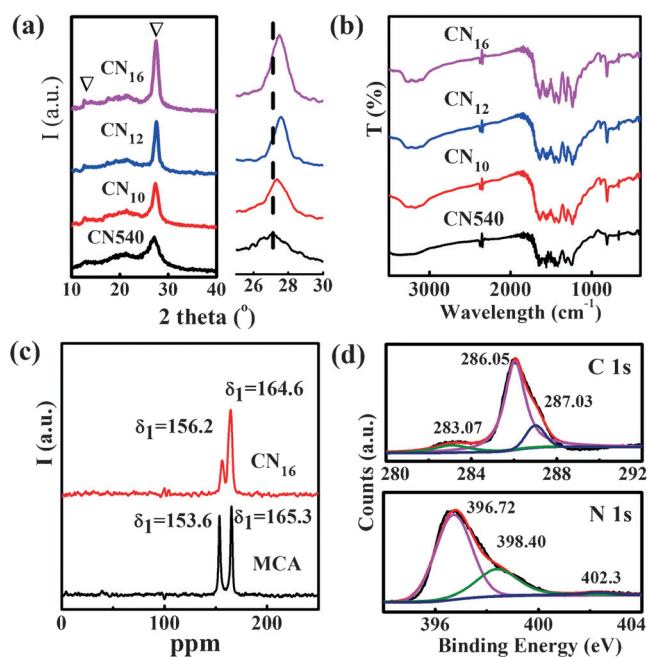 (a)
I (a.u.)
CN16
CN12
CN10
CN540
▽
▽
10 20 30 40
26 28 30
2 theta (°)
(b)
T (%)
CN16
CN12
CN10
CN540
3000 2000 1000
Wavelength (cm-1)
(c)
I (a.u.)
δ1=164.6
δ1=156.2
CN16
δ1=153.6
δ1=165.3
MCA
0 100 200
ppm
(d)
Counts (a.u.)
286.05
C 1s
287.03
283.07
280 284 288 292
396.72
N 1s
398.40
402.3
396 400 404
Binding Energy (eV)